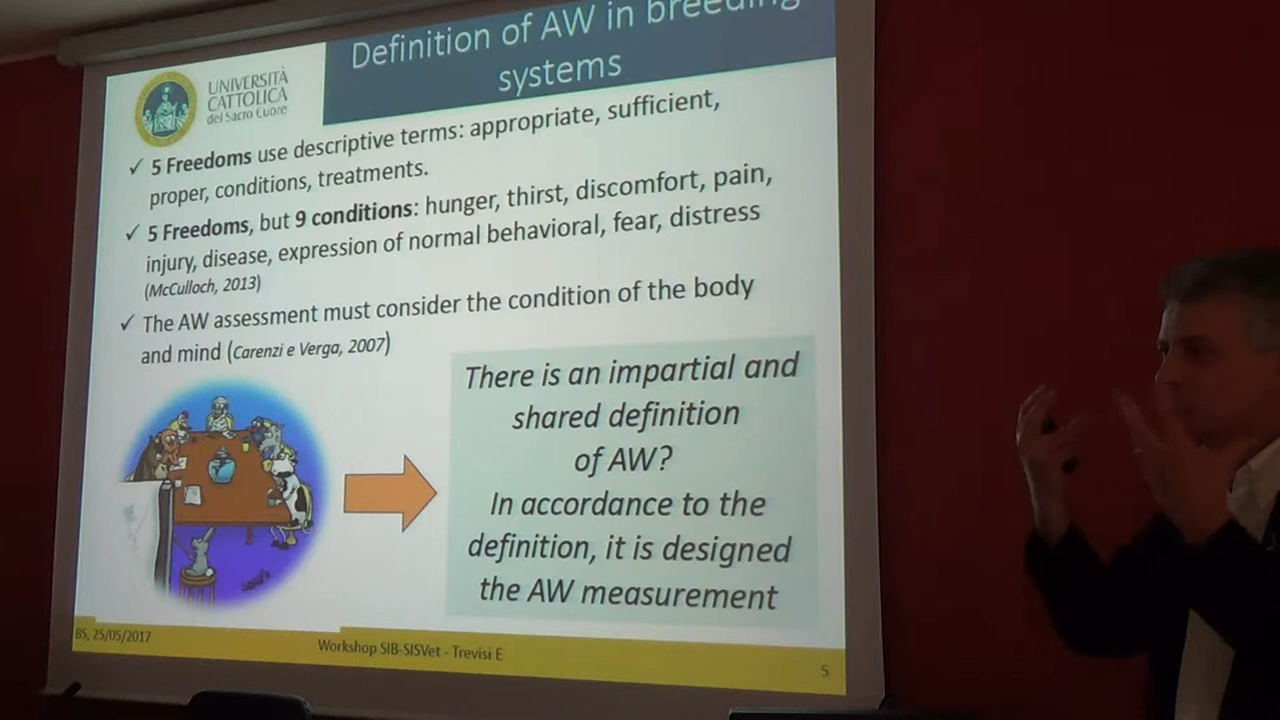 Definition of AW in breeding
systems
UNIVERSITÀ
CATTOLICA
del Sacro Cuore
✓ 5 Freedoms use descriptive terms: appropriate, sufficient,
proper, conditions, treatments.
✓ 5 Freedoms, but 9 conditions: hunger, thirst, discomfort, pain,
injury, disease, expression of normal behavioral, fear, distress
(McCulloch, 2013)
✓ The AW assessment must consider the condition of the body
and mind (Carenzi e Verga, 2007)
There is an impartial and
shared definition
of AW?
In accordance to the
definition, it is designed
the AW measurement
BS, 25/05/2017
Workshop SIB-SISVet - Trevisi E
5